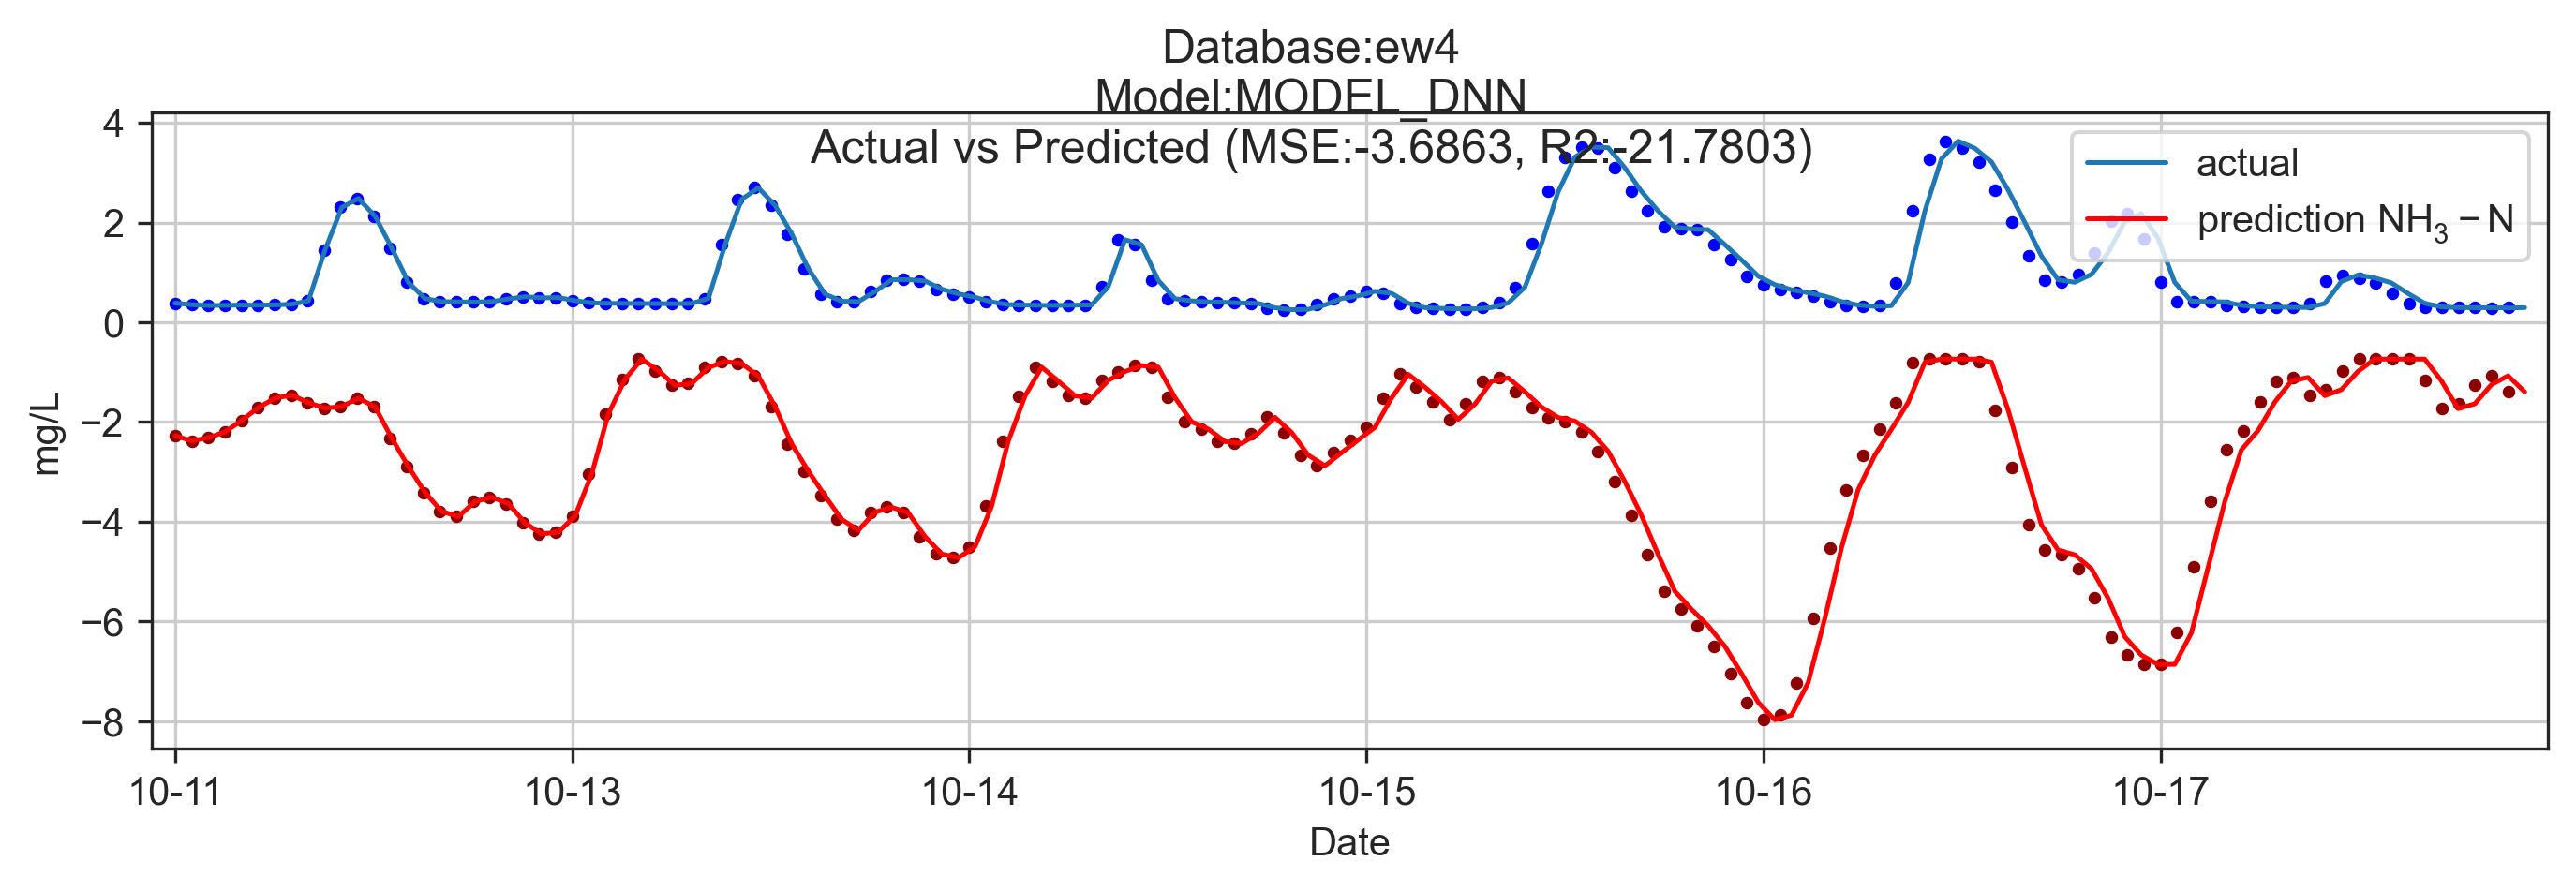 Database:ew4
Model:MODEL_DNN
Actual vs Predicted (MSE:-3.6863, R2:-21.7803)
actual
prediction NH₃ − N
4
2
0
−2
−4
−6
−8
mg/L
10-11 10-13 10-14 10-15 10-16 10-17
Date